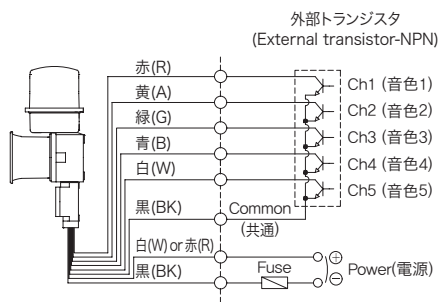 外部トランジスタ
(External transistor-NPN)
赤(R)
Ch1 (音色1)
黄(A)
Ch2 (音色2)
緑(G)
Ch3 (音色3)
青(B)
Ch4 (音色4)
白(W)
Ch5 (音色5)
黒(BK)
Common
(共通)
白(W) or 赤(R)
黒(BK)
Fuse
⊕
⊖
Power(電源)